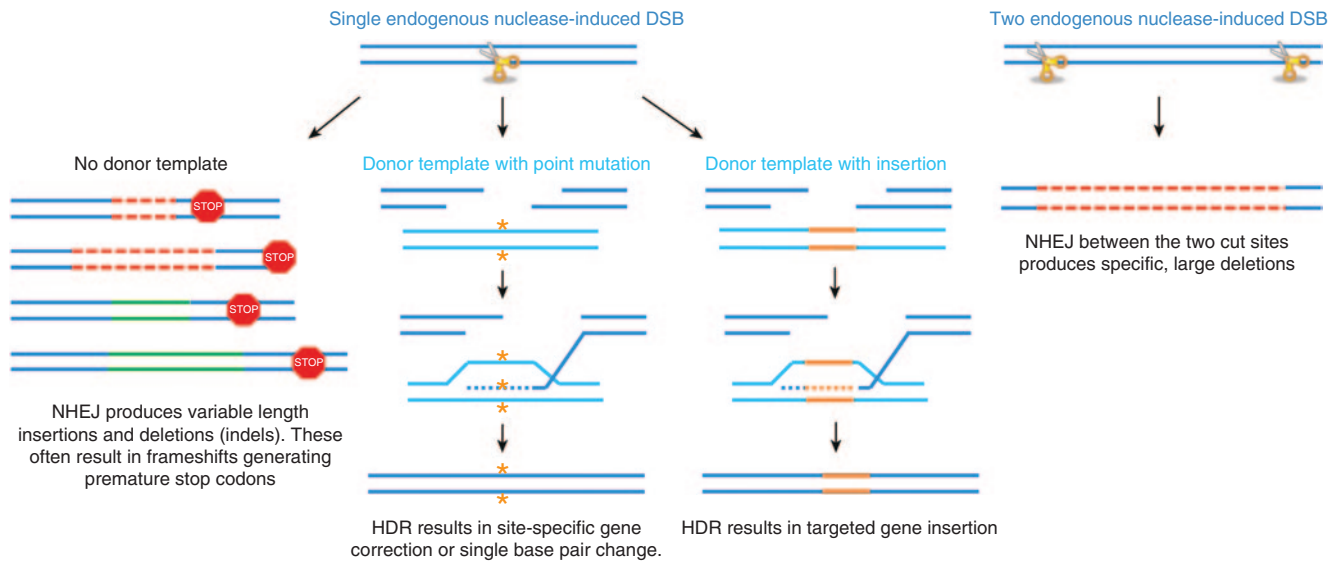 Single endogenous nuclease-induced DSB
Two endogenous nuclease-induced DSB
No donor template
STOP
STOP
STOP
STOP
NHEJ produces variable length
insertions and deletions (indels). These
often result in frameshifts generating
premature stop codons
Donor template with point mutation
*
*
*
*
*
*
*
HDR results in site-specific gene
correction or single base pair change.
Donor template with insertion
HDR results in targeted gene insertion
NHEJ between the two cut sites
produces specific, large deletions